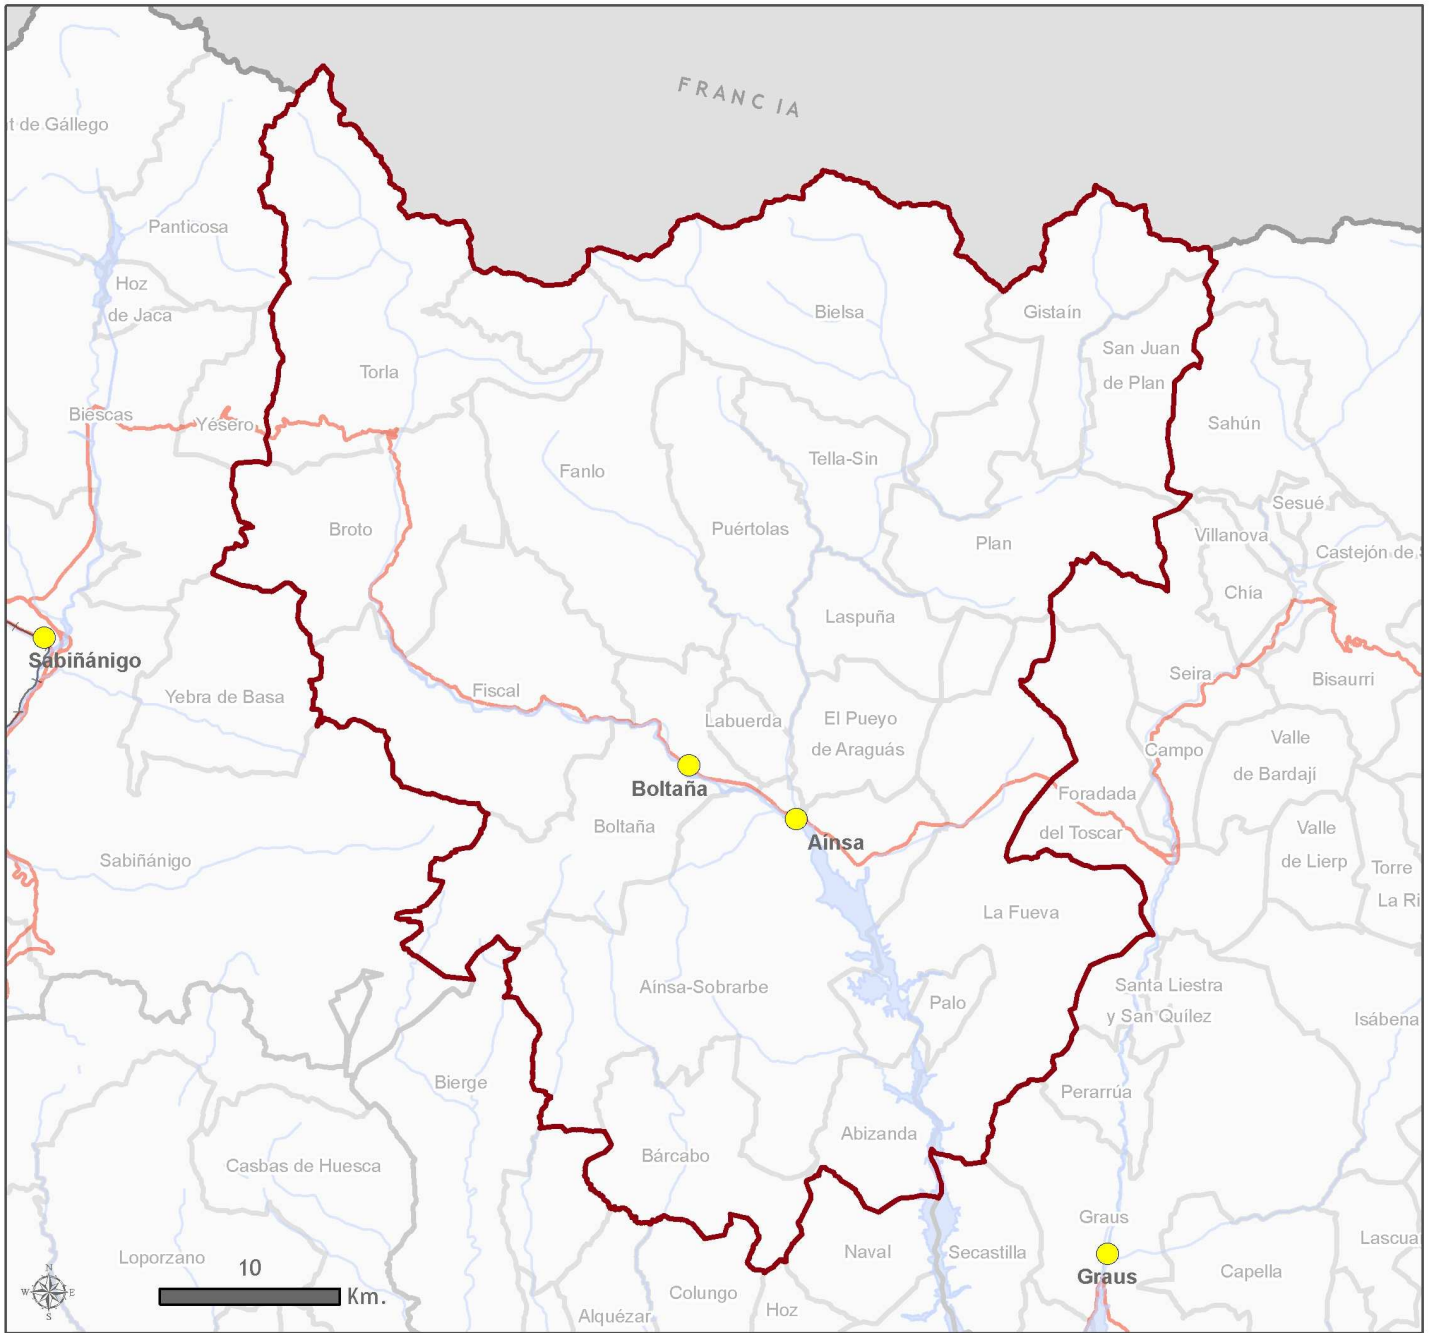 FRANCIA
t de Gállego
Panticosa
Hoz
de Jaca
Bielsa
Gistaín
San Juan
de Plan
Torla
Biescas
Yésero
Sahún
Fanlo
Tella-Sin
Sesué
Broto
Puértolas
Plan
Villanova
Castejón de
Chía
Laspuña
Sabiñánigo
Yebra de Basa
Fiscal
Seira
Bisaurri
Labuerda
El Pueyo
de Araguás
Campo
Valle
de Bardají
Boltaña
Foradada
del Toscar
Boltaña
Aínsa
Valle
de Lierp
Sabiñánigo
Torre
La Ri
La Fueva
Aínsa-Sobrarbe
Palo
Santa Liestra
y San Quílez
Isábena
Bierge
Perarrúa
Abizanda
Bárcabo
Casbas de Huesca
Graus
Loporzano
Naval
Secastilla
Lascua
Graus
Capella
Colungo
Hoz
Alquézar
10
Km.
N
W
E
S